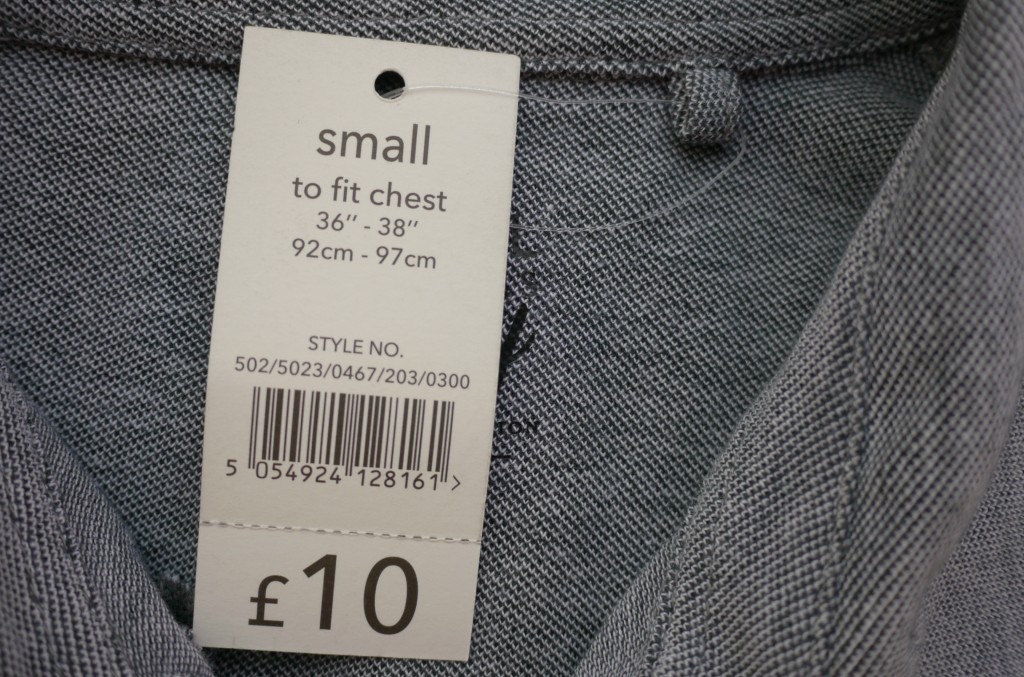 small
to fit chest
36” - 38”
92cm - 97cm
STYLE NO.
502/5023/0467/203/0300
5 054924 128161 >
£10